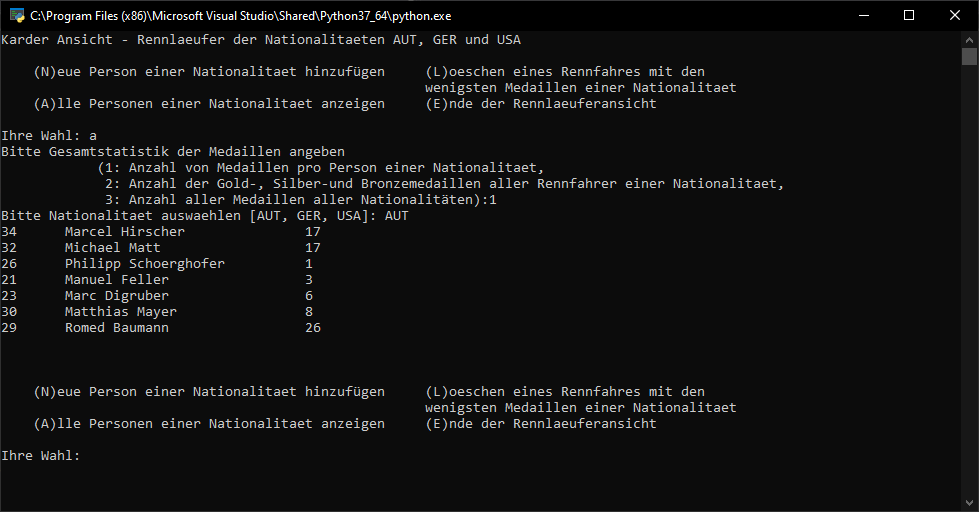 C:\Program Files (x86)\Microsoft Visual Studio\Shared\Python37_64\python.exe
Karder Ansicht - Rennlaeufer der Nationalitaeten AUT, GER und USA
(N)eue Person einer Nationalitaet hinzufügen (L)oeschen eines Rennfahres mit den
wenigsten Medaillen einer Nationalitaet
(A)lle Personen einer Nationalitaet anzeigen (E)nde der Rennlaeuferansicht
Ihre Wahl: a
Bitte Gesamtstatistik der Medaillen angeben
(1: Anzahl von Medaillen pro Person einer Nationalitaet,
2: Anzahl der Gold-, Silber-und Bronzemedaillen aller Rennfahrer einer Nationalitaet,
3: Anzahl aller Medaillen aller Nationalitäten):1
Bitte Nationalitaet auswaehlen [AUT, GER, USA]: AUT
34 Marcel Hirscher 17
32 Michael Matt 17
26 Philipp Schoerghofer 1
21 Manuel Feller 3
23 Marc Digruber 6
30 Matthias Mayer 8
29 Romed Baumann 26
(N)eue Person einer Nationalitaet hinzufügen (L)oeschen eines Rennfahres mit den
wenigsten Medaillen einer Nationalitaet
(A)lle Personen einer Nationalitaet anzeigen (E)nde der Rennlaeuferansicht
Ihre Wahl: